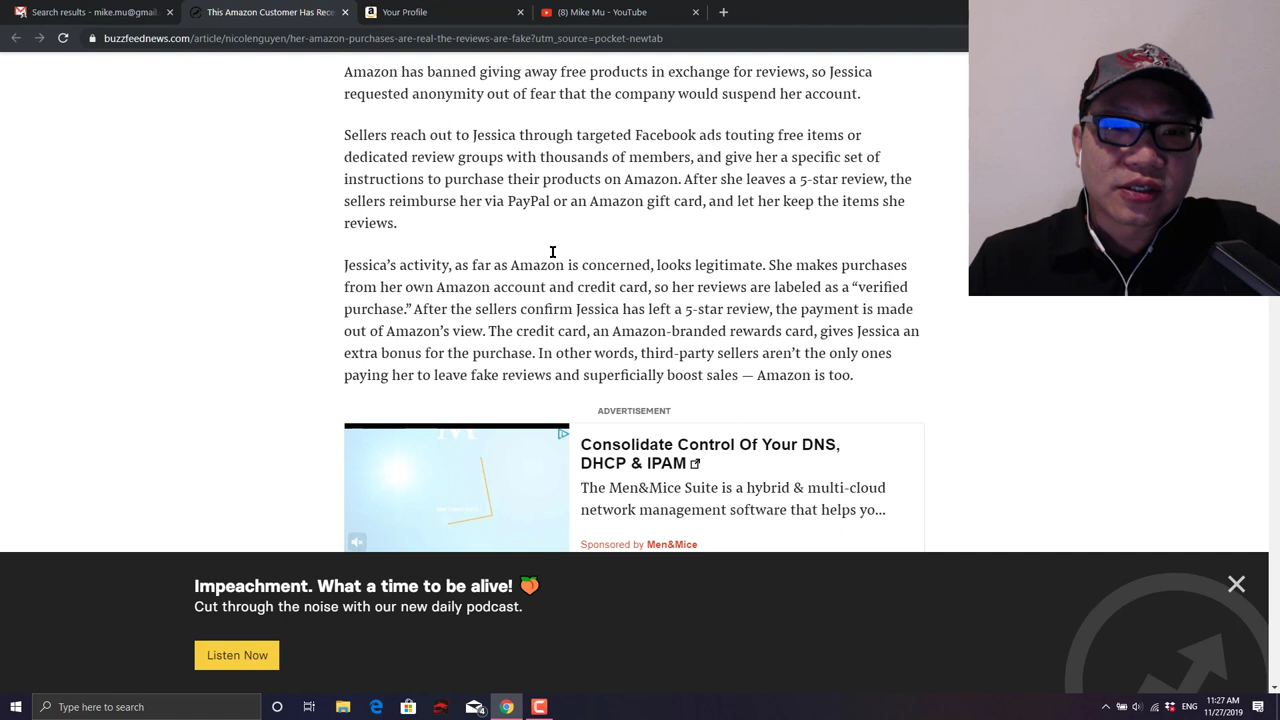 Search results - mike.mu@gmail.
This Amazon Customer Has Rece
Your Profile
(8) Mike Mu - YouTube
buzzfeednews.com/article/nicolenguyen/her-amazon-purchases-are-real-the-reviews-are-fake?utm_source=pocket-newtab
Amazon has banned giving away free products in exchange for reviews, so Jessica
requested anonymity out of fear that the company would suspend her account.
Sellers reach out to Jessica through targeted Facebook ads touting free items or
dedicated review groups with thousands of members, and give her a specific set of
instructions to purchase their products on Amazon. After she leaves a 5-star review, the
sellers reimburse her via PayPal or an Amazon gift card, and let her keep the items she
reviews.
Jessica’s activity, as far as Amazon is concerned, looks legitimate. She makes purchases
from her own Amazon account and credit card, so her reviews are labeled as a “verified
purchase.” After the sellers confirm Jessica has left a 5-star review, the payment is made
out of Amazon’s view. The credit card, an Amazon-branded rewards card, gives Jessica an
extra bonus for the purchase. In other words, third-party sellers aren’t the only ones
paying her to leave fake reviews and superficially boost sales — Amazon is too.
ADVERTISEMENT
Consolidate Control Of Your DNS,
DHCP & IPAM
The Men&Mice Suite is a hybrid & multi-cloud
network management software that helps yo...
Sponsored by Men&Mice
Impeachment. What a time to be alive! 🍑
Cut through the noise with our new daily podcast.
Listen Now
Type here to search
4
11:27 AM
11/27/2019